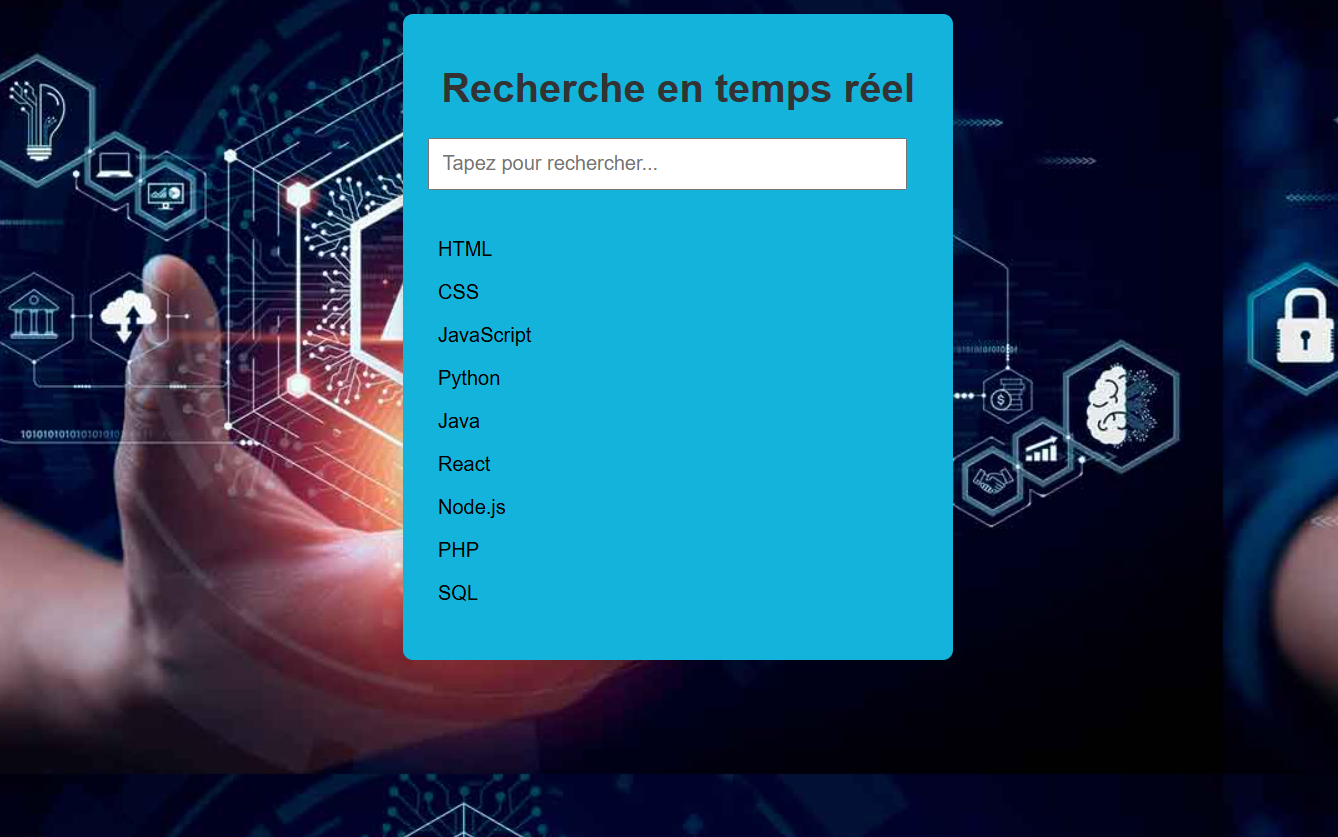 Recherche en temps réel
Tapez pour rechercher...
HTML
CSS
JavaScript
Python
Java
React
Node.js
PHP
SQL